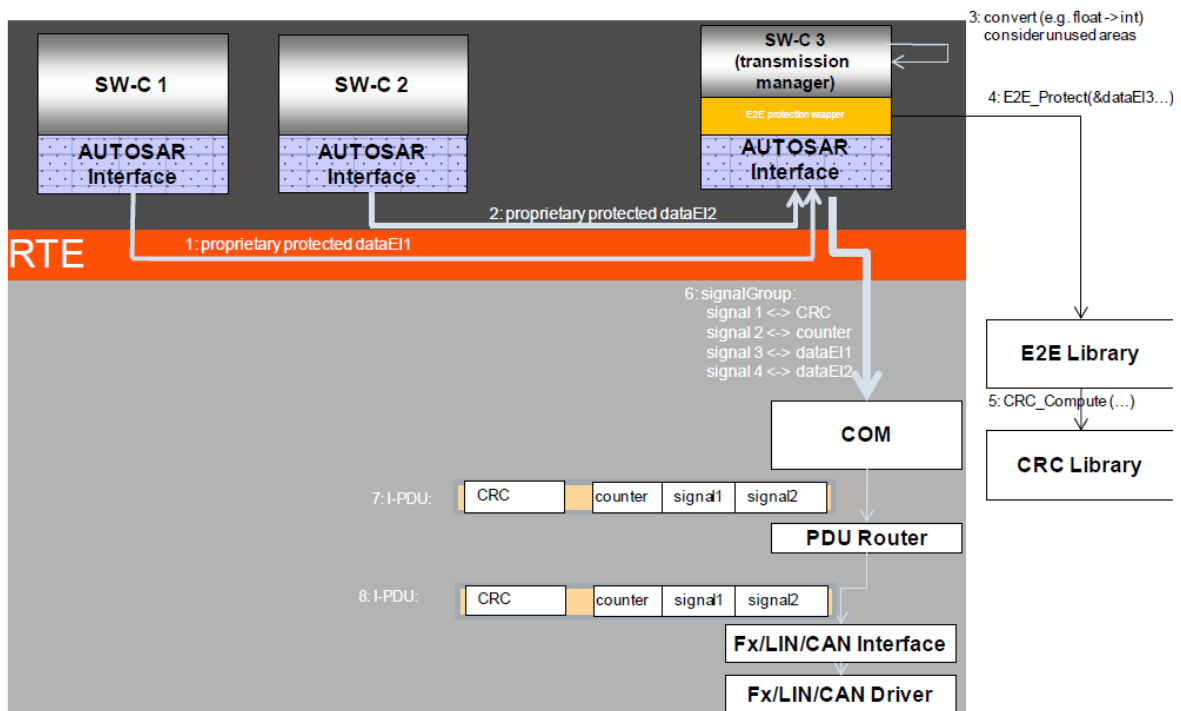 3: convert (e.g. float->int)
consider unused areas
SW-C 1
AUTOSAR
Interface
SW-C 2
AUTOSAR
Interface
SW-C 3
(transmission
manager)
E2E protection wrapper
AUTOSAR
Interface
4: E2E_Protect(&dataEl3…)
2: proprietary protected dataEl2
1: proprietary protected dataEl1
RTE
6: signalGroup:
signal 1 <-> CRC
signal 2 <-> counter
signal 3 <-> dataEl1
signal 4 <-> dataEl2
E2E Library
5: CRC_Compute (…)
CRC Library
COM
7: I-PDU:
CRC
counter
signal1
signal2
PDU Router
8: I-PDU:
CRC
counter
signal1
signal2
Fx/LIN/CAN Interface
Fx/LIN/CAN Driver